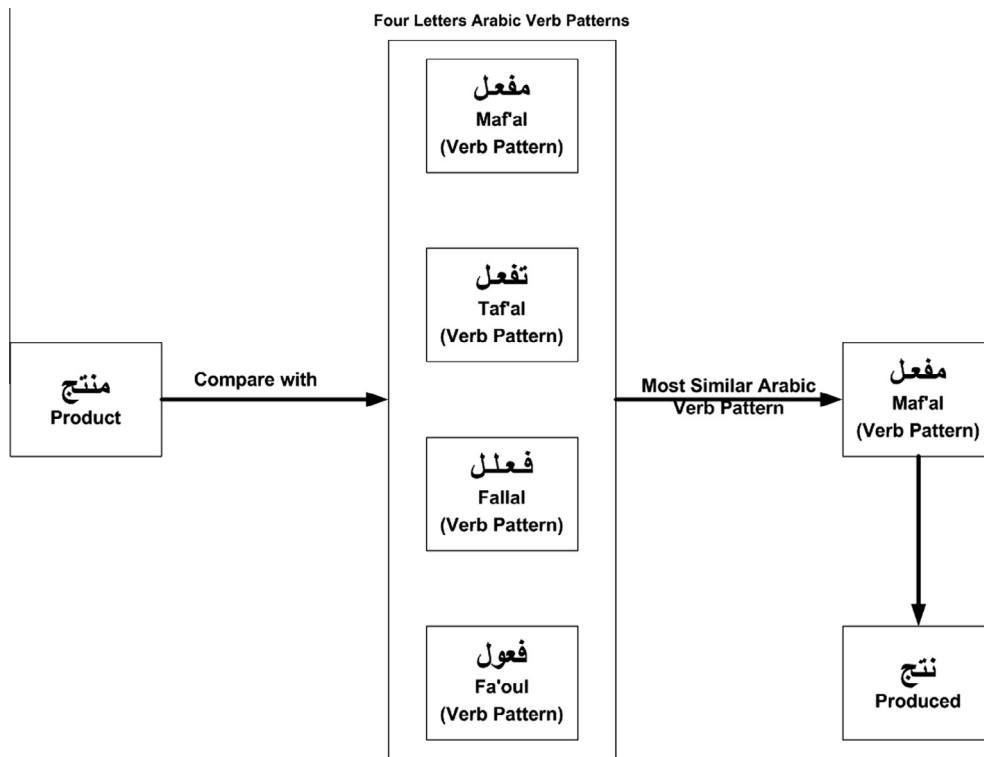 Four Letters Arabic Verb Patterns
مفعل
Maf'al
(Verb Pattern)
تفعل
Taf'al
(Verb Pattern)
منتج
Product
Compare with
فعلل
Fallal
(Verb Pattern)
فعول
Fa'oul
(Verb Pattern)
Most Similar Arabic
Verb Pattern
مفعل
Maf'al
(Verb Pattern)
نتج
Produced